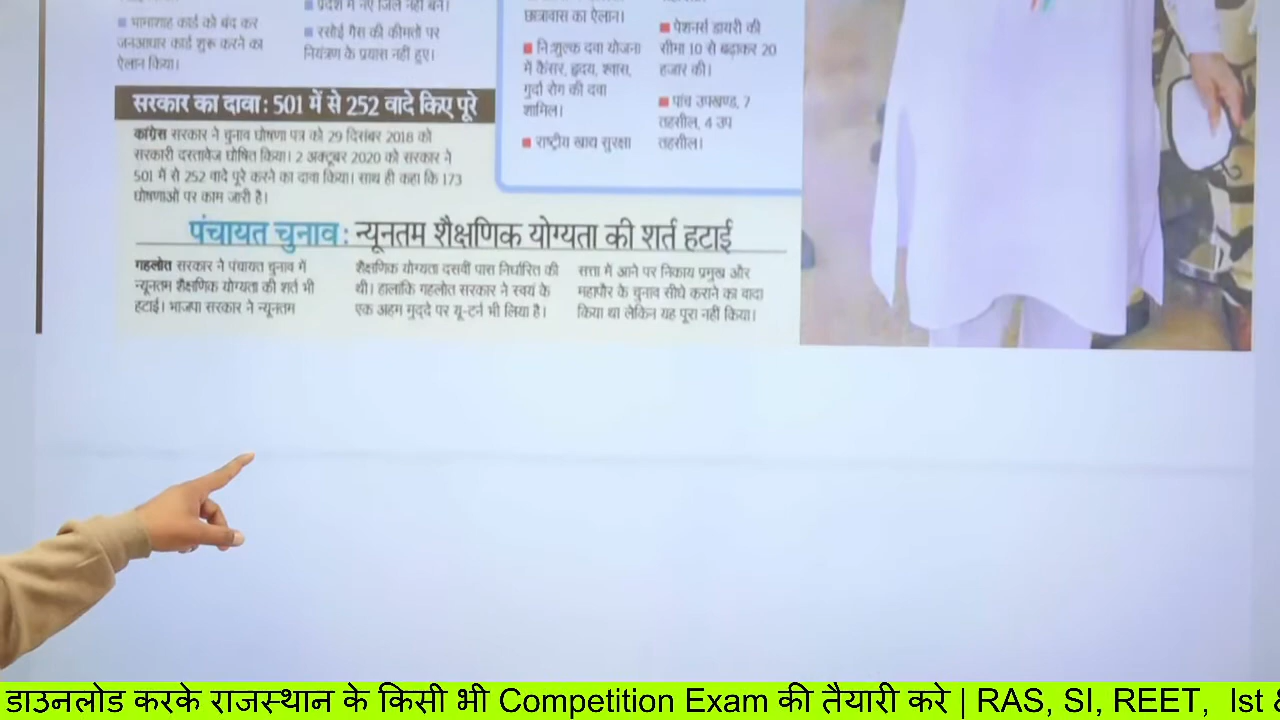 प्रदेश में नए जिले नहीं बने।
भामाशाह कार्ड को बंद कर
जनआधार कार्ड शुरू करने का
ऐलान किया।
रसोई गैस की कीमतों पर
नियंत्रण के प्रयास नहीं हुए।
छात्रावास का ऐलान।
नि:शुल्क दवा योजना
में कैंसर, हृदय, श्वास,
गुर्दा रोग की दवा
शामिल।
राष्ट्रीय खाद्य सुरक्षा
पेशनर्स डायरी की
सीमा 10 से बढ़ाकर 20
हजार की।
पांच उपखण्ड, 7
तहसील, 4 उप
तहसील।
सरकार का दावा : 501 में से 252 वादे किए पूरे
कांग्रेस सरकार ने चुनाव घोषणा पत्र को 29 दिसंबर 2018 को
सरकारी दस्तावेज घोषित किया। 2 अक्टूबर 2020 को सरकार ने
501 में से 252 वादे पूरे करने का दावा किया। साथ ही कहा कि 173
घोषणाओं पर काम जारी है।
पंचायत चुनाव : न्यूनतम शैक्षणिक योग्यता की शर्त हटाई
गहलोत सरकार ने पंचायत चुनाव में
न्यूनतम शैक्षणिक योग्यता की शर्त भी
हटाई। भाजपा सरकार ने न्यूनतम
शैक्षणिक योग्यता दसवीं पास निर्धारित की
थी। हालांकि गहलोत सरकार ने स्वयं के
एक अहम मुद्दे पर यू-टर्न भी लिया है।
सत्ता में आने पर निकाय प्रमुख और
महापौर के चुनाव सीधे कराने का वादा
किया था लेकिन यह पूरा नहीं किया।
डाउनलोड करके राजस्थान के किसी भी Competition Exam की तैयारी करे | RAS, SI, REET, Ist